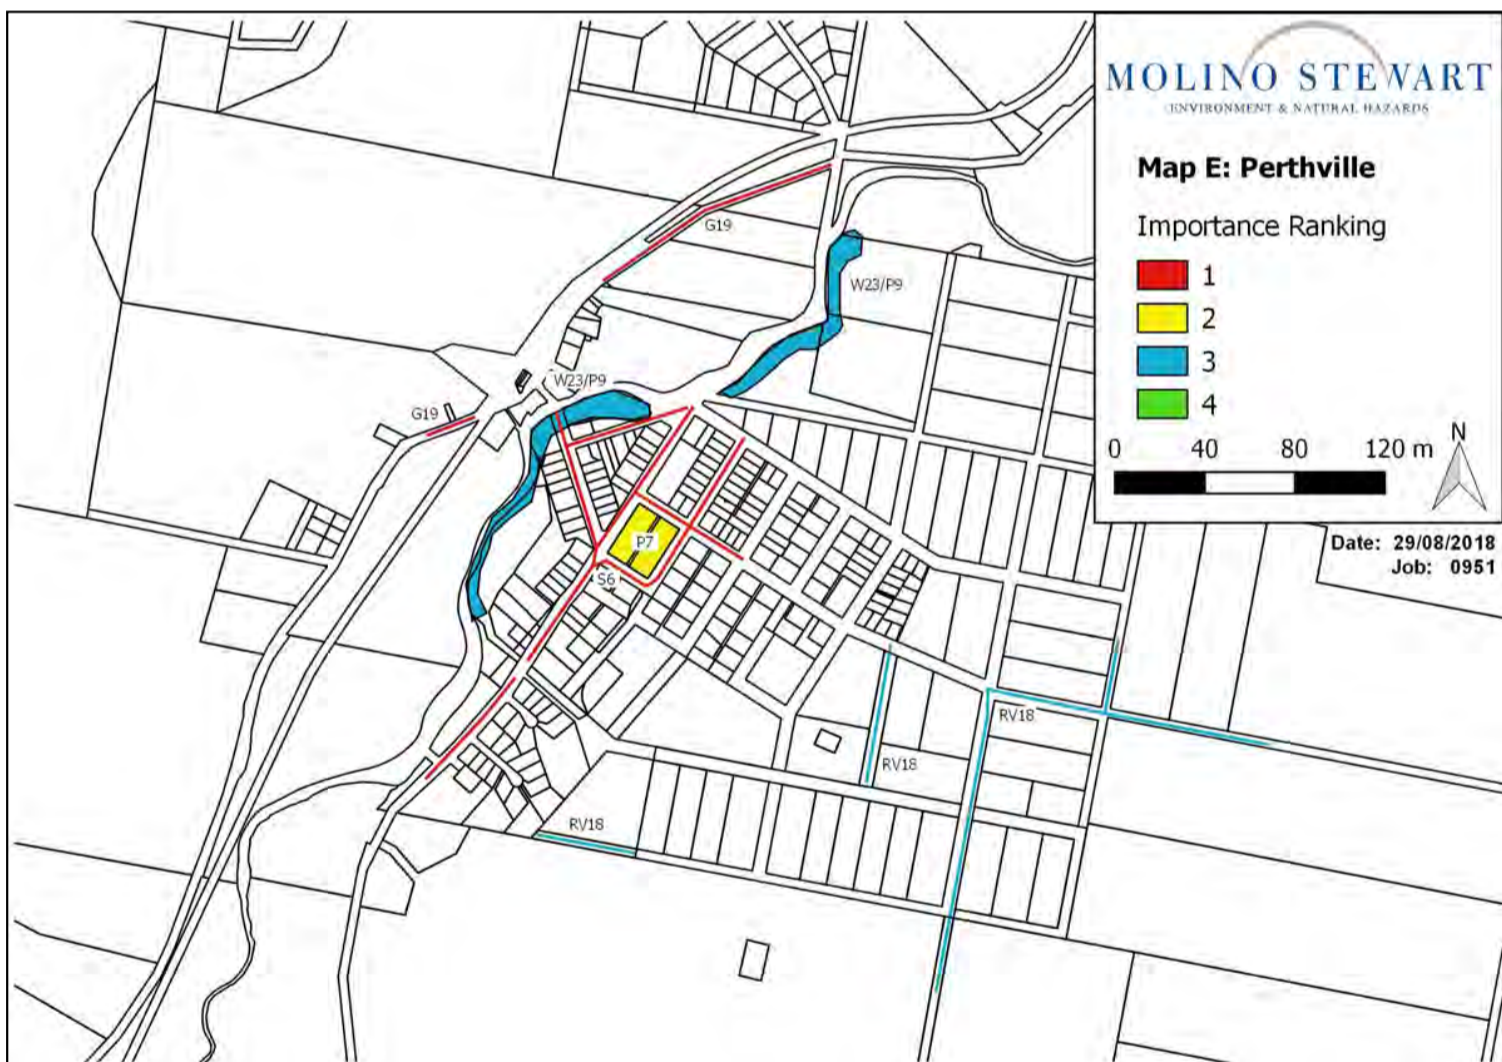 MOLINO STEWART
ENVIRONMENT & NATURAL HAZARDS
Map E: Perthville
Importance Ranking
1
2
3
4
0 40 80 120 m
N
Date: 29/08/2018
Job: 0951
G19
W23/P9
W23/P9
G19
P7
S6
RV18
RV18
RV18